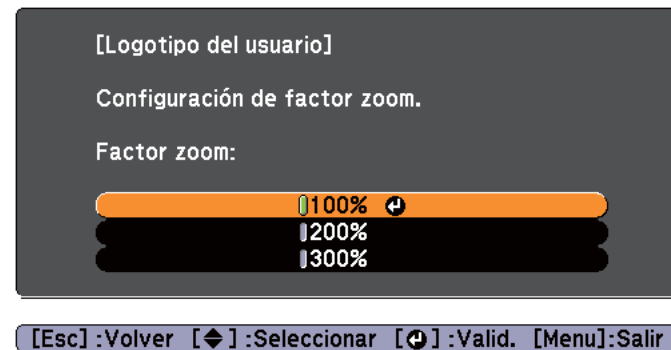 [Logotipo del usuario]
Configuración de factor zoom.
Factor zoom:
100%
200%
300%
[Esc] :Volver [◆] :Seleccionar [↵] :Valid. [Menu]:Salir